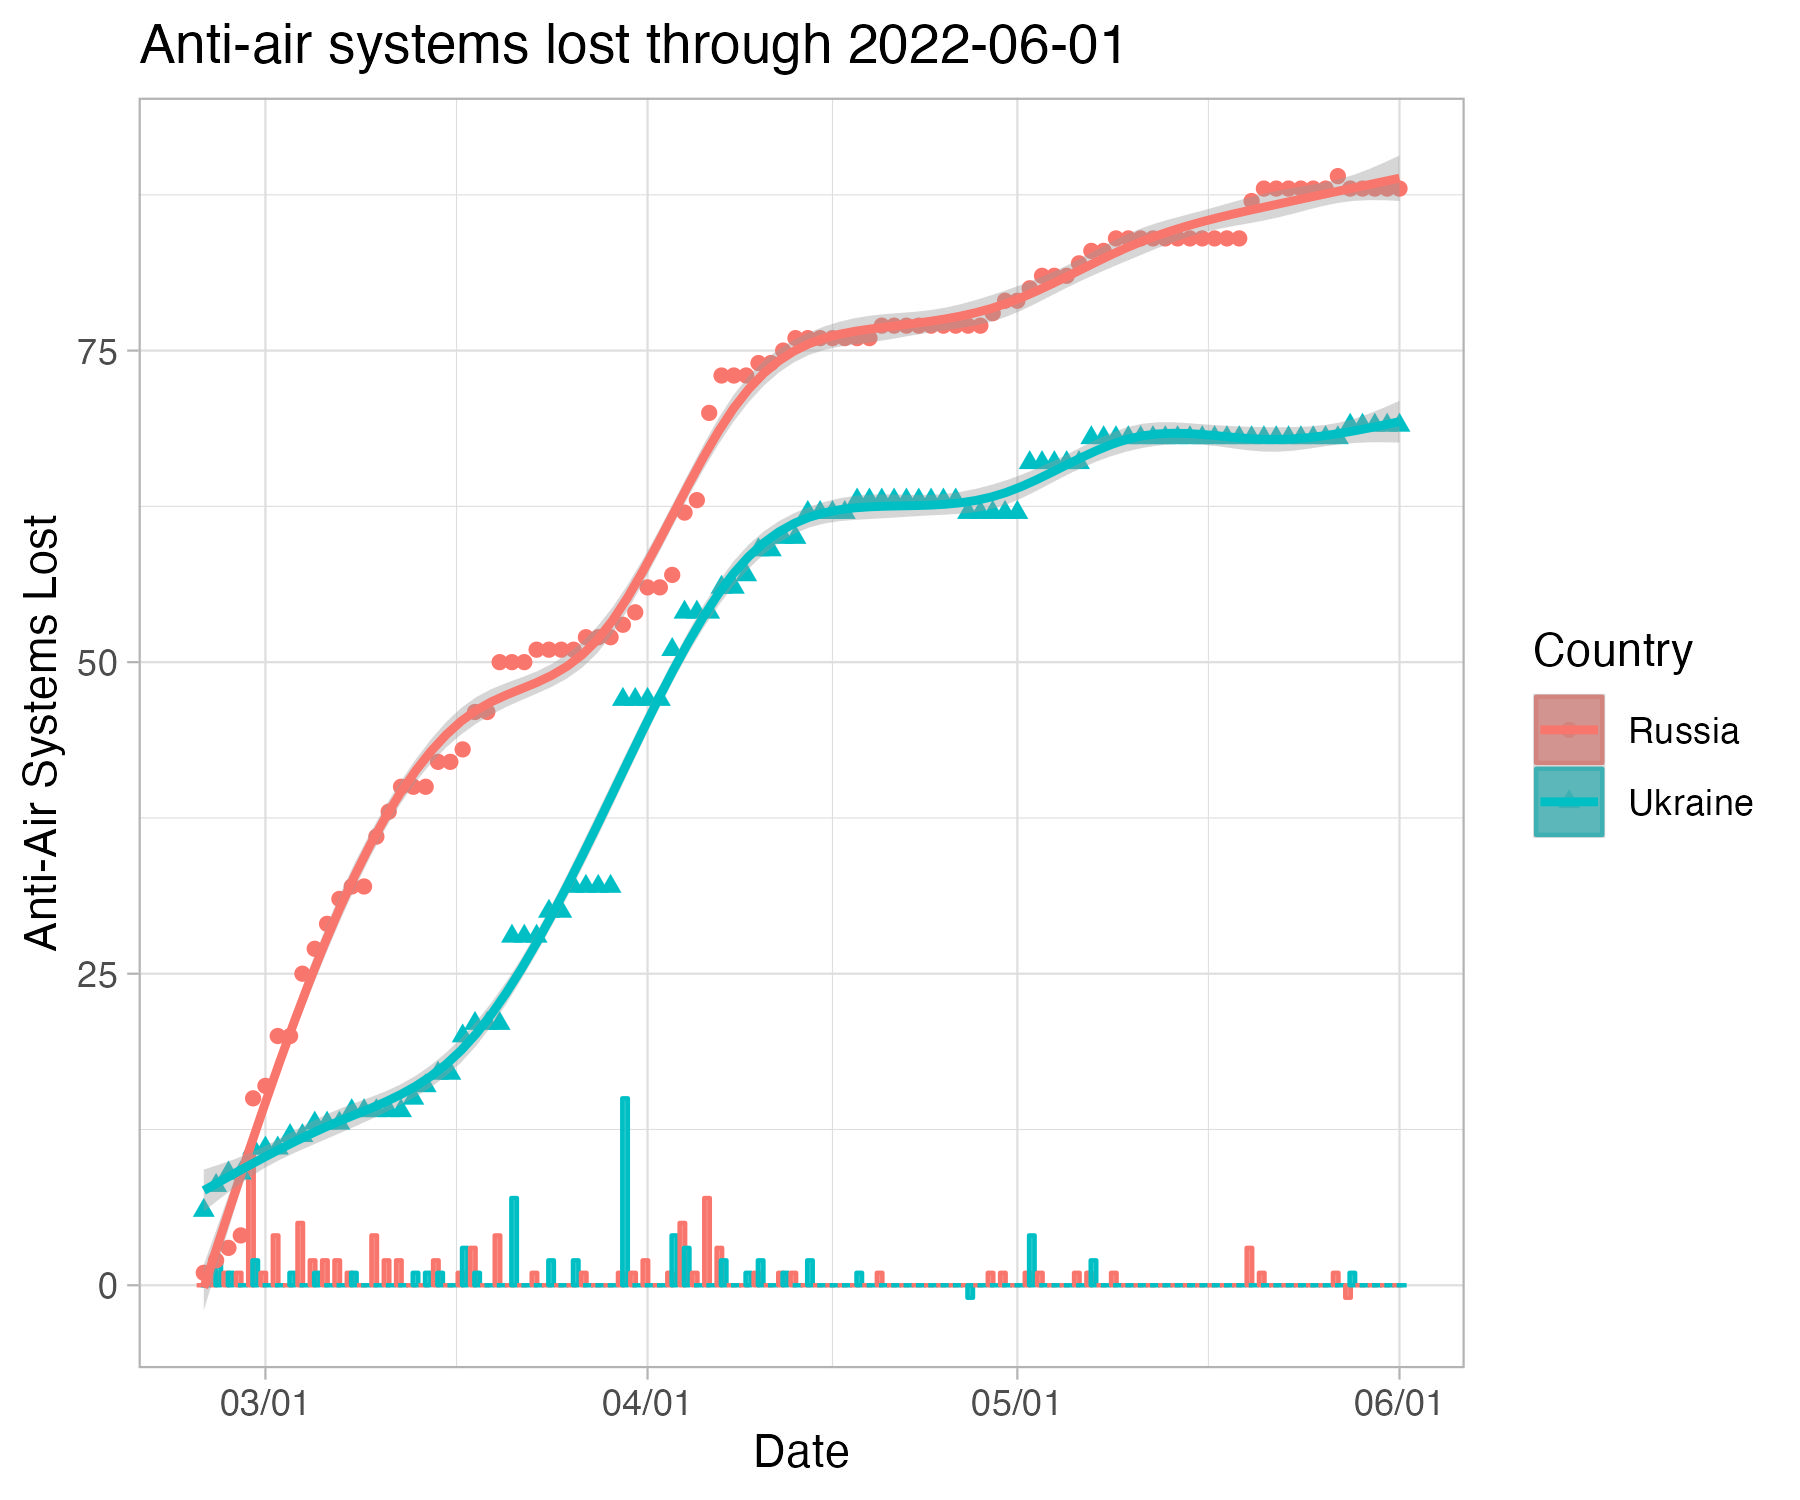 Anti-air systems lost through 2022-06-01
Anti-Air Systems Lost
75
50
25
0
03/01
04/01
05/01
06/01
Date
Country
Russia
Ukraine